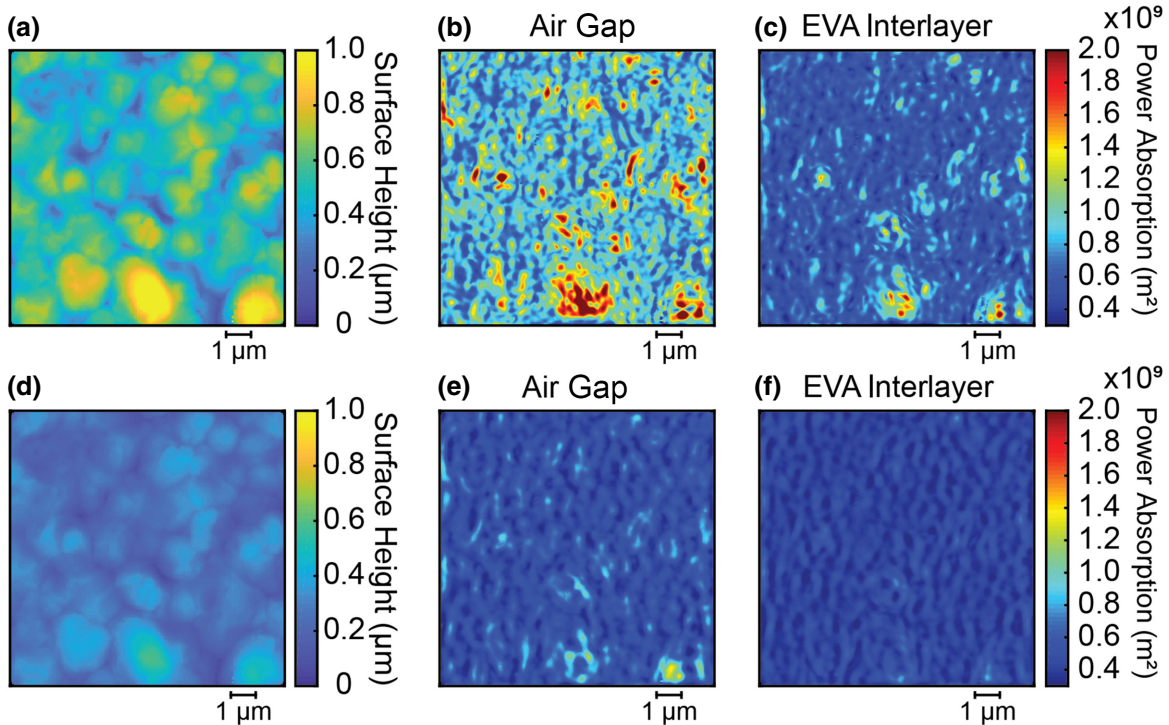 (a)
1.0
0.8
0.6
0.4
0.2
0
Surface Height (μm)
1 μm
(b)
Air Gap
1 μm
(c)
EVA Interlayer
x10⁹
2.0
1.8
1.6
1.4
1.2
1.0
0.8
0.6
0.4
Power Absorption (m²)
1 μm
(d)
1.0
0.8
0.6
0.4
0.2
0
Surface Height (μm)
1 μm
(e)
Air Gap
1 μm
(f)
EVA Interlayer
x10⁹
2.0
1.8
1.6
1.4
1.2
1.0
0.8
0.6
0.4
Power Absorption (m²)
1 μm